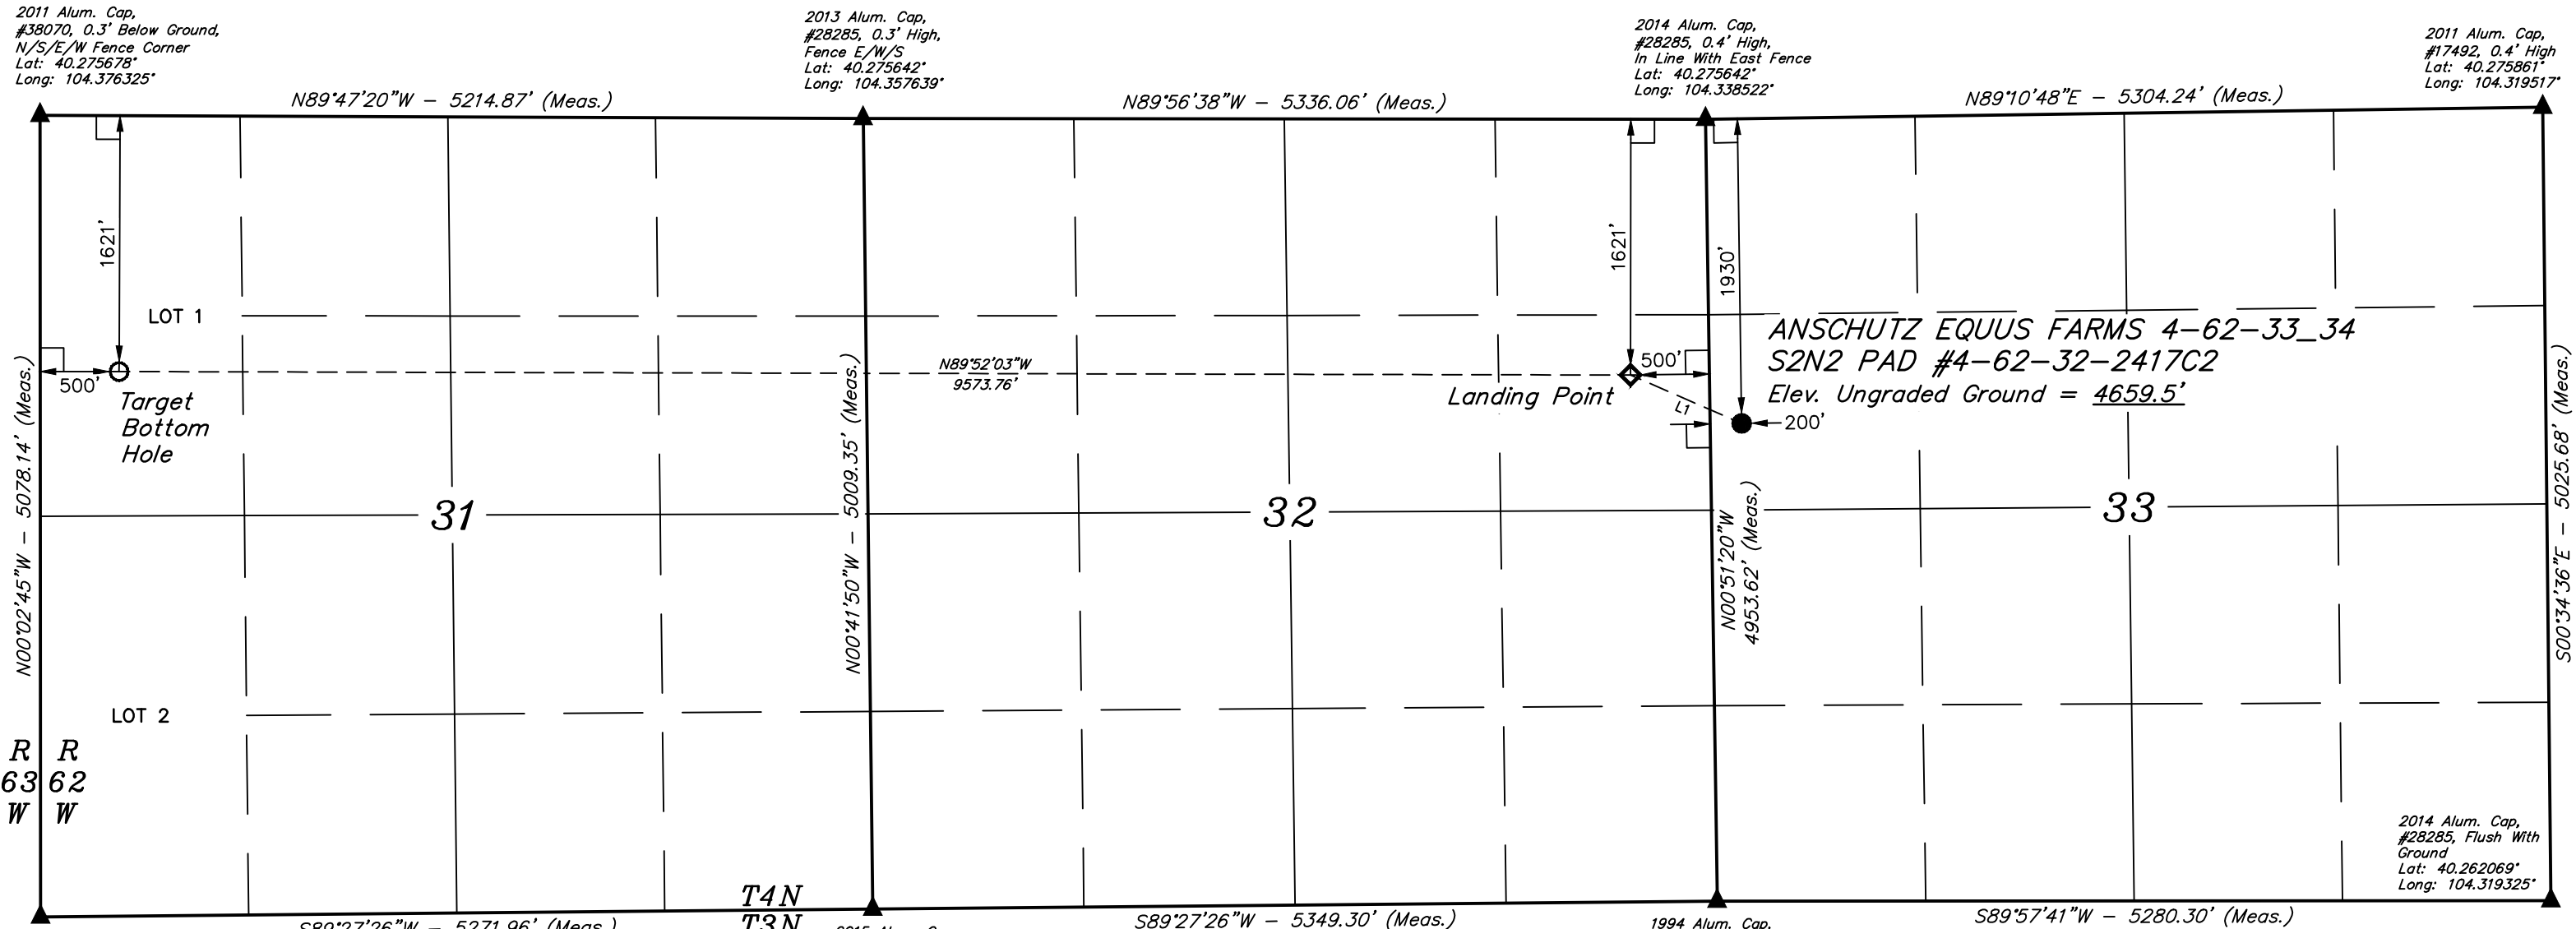 2011 Alum. Cap,
#38070, 0.3' Below Ground,
N/S/E/W Fence Corner
Lat: 40.275678°
Long: 104.376325°
2013 Alum. Cap,
#28285, 0.3' High,
Fence E/W/S
Lat: 40.275642°
Long: 104.357639°
2014 Alum. Cap,
#28285, 0.4' High,
In Line With East Fence
Lat: 40.275642°
Long: 104.338522°
2011 Alum. Cap,
#17492, 0.4' High
Lat: 40.275861°
Long: 104.319517°
N89°47'20"W - 5214.87' (Meas.)
N89°56'38"W - 5336.06' (Meas.)
N89°10'48"E - 5304.24' (Meas.)
1621'
1621'
1930'
LOT 1
ANSCHUTZ EQUUS FARMS 4-62-33_34
S2N2 PAD #4-62-32-2417C2
Elev. Ungraded Ground = 4659.5'
500'
N89°52'03"W
9573.76'
500'
Target
Bottom
Hole
Landing Point
L1
200'
N00°02'45"W - 5078.14' (Meas.)
N00°41'50"W - 5009.35' (Meas.)
N00°51'20"W
4953.62' (Meas.)
S00°34'36"E - 5025.68' (Meas.)
31
32
33
LOT 2
R R
63 62
W W
2014 Alum. Cap,
#28285, Flush With
Ground
Lat: 40.262069°
Long: 104.319325°
T4N
T3N
S89°27'26"W - 5271.96' (Meas.)
S89°27'26"W - 5349.30' (Meas.)
1994 Alum. Cap,
S89°57'41"W - 5280.30' (Meas.)